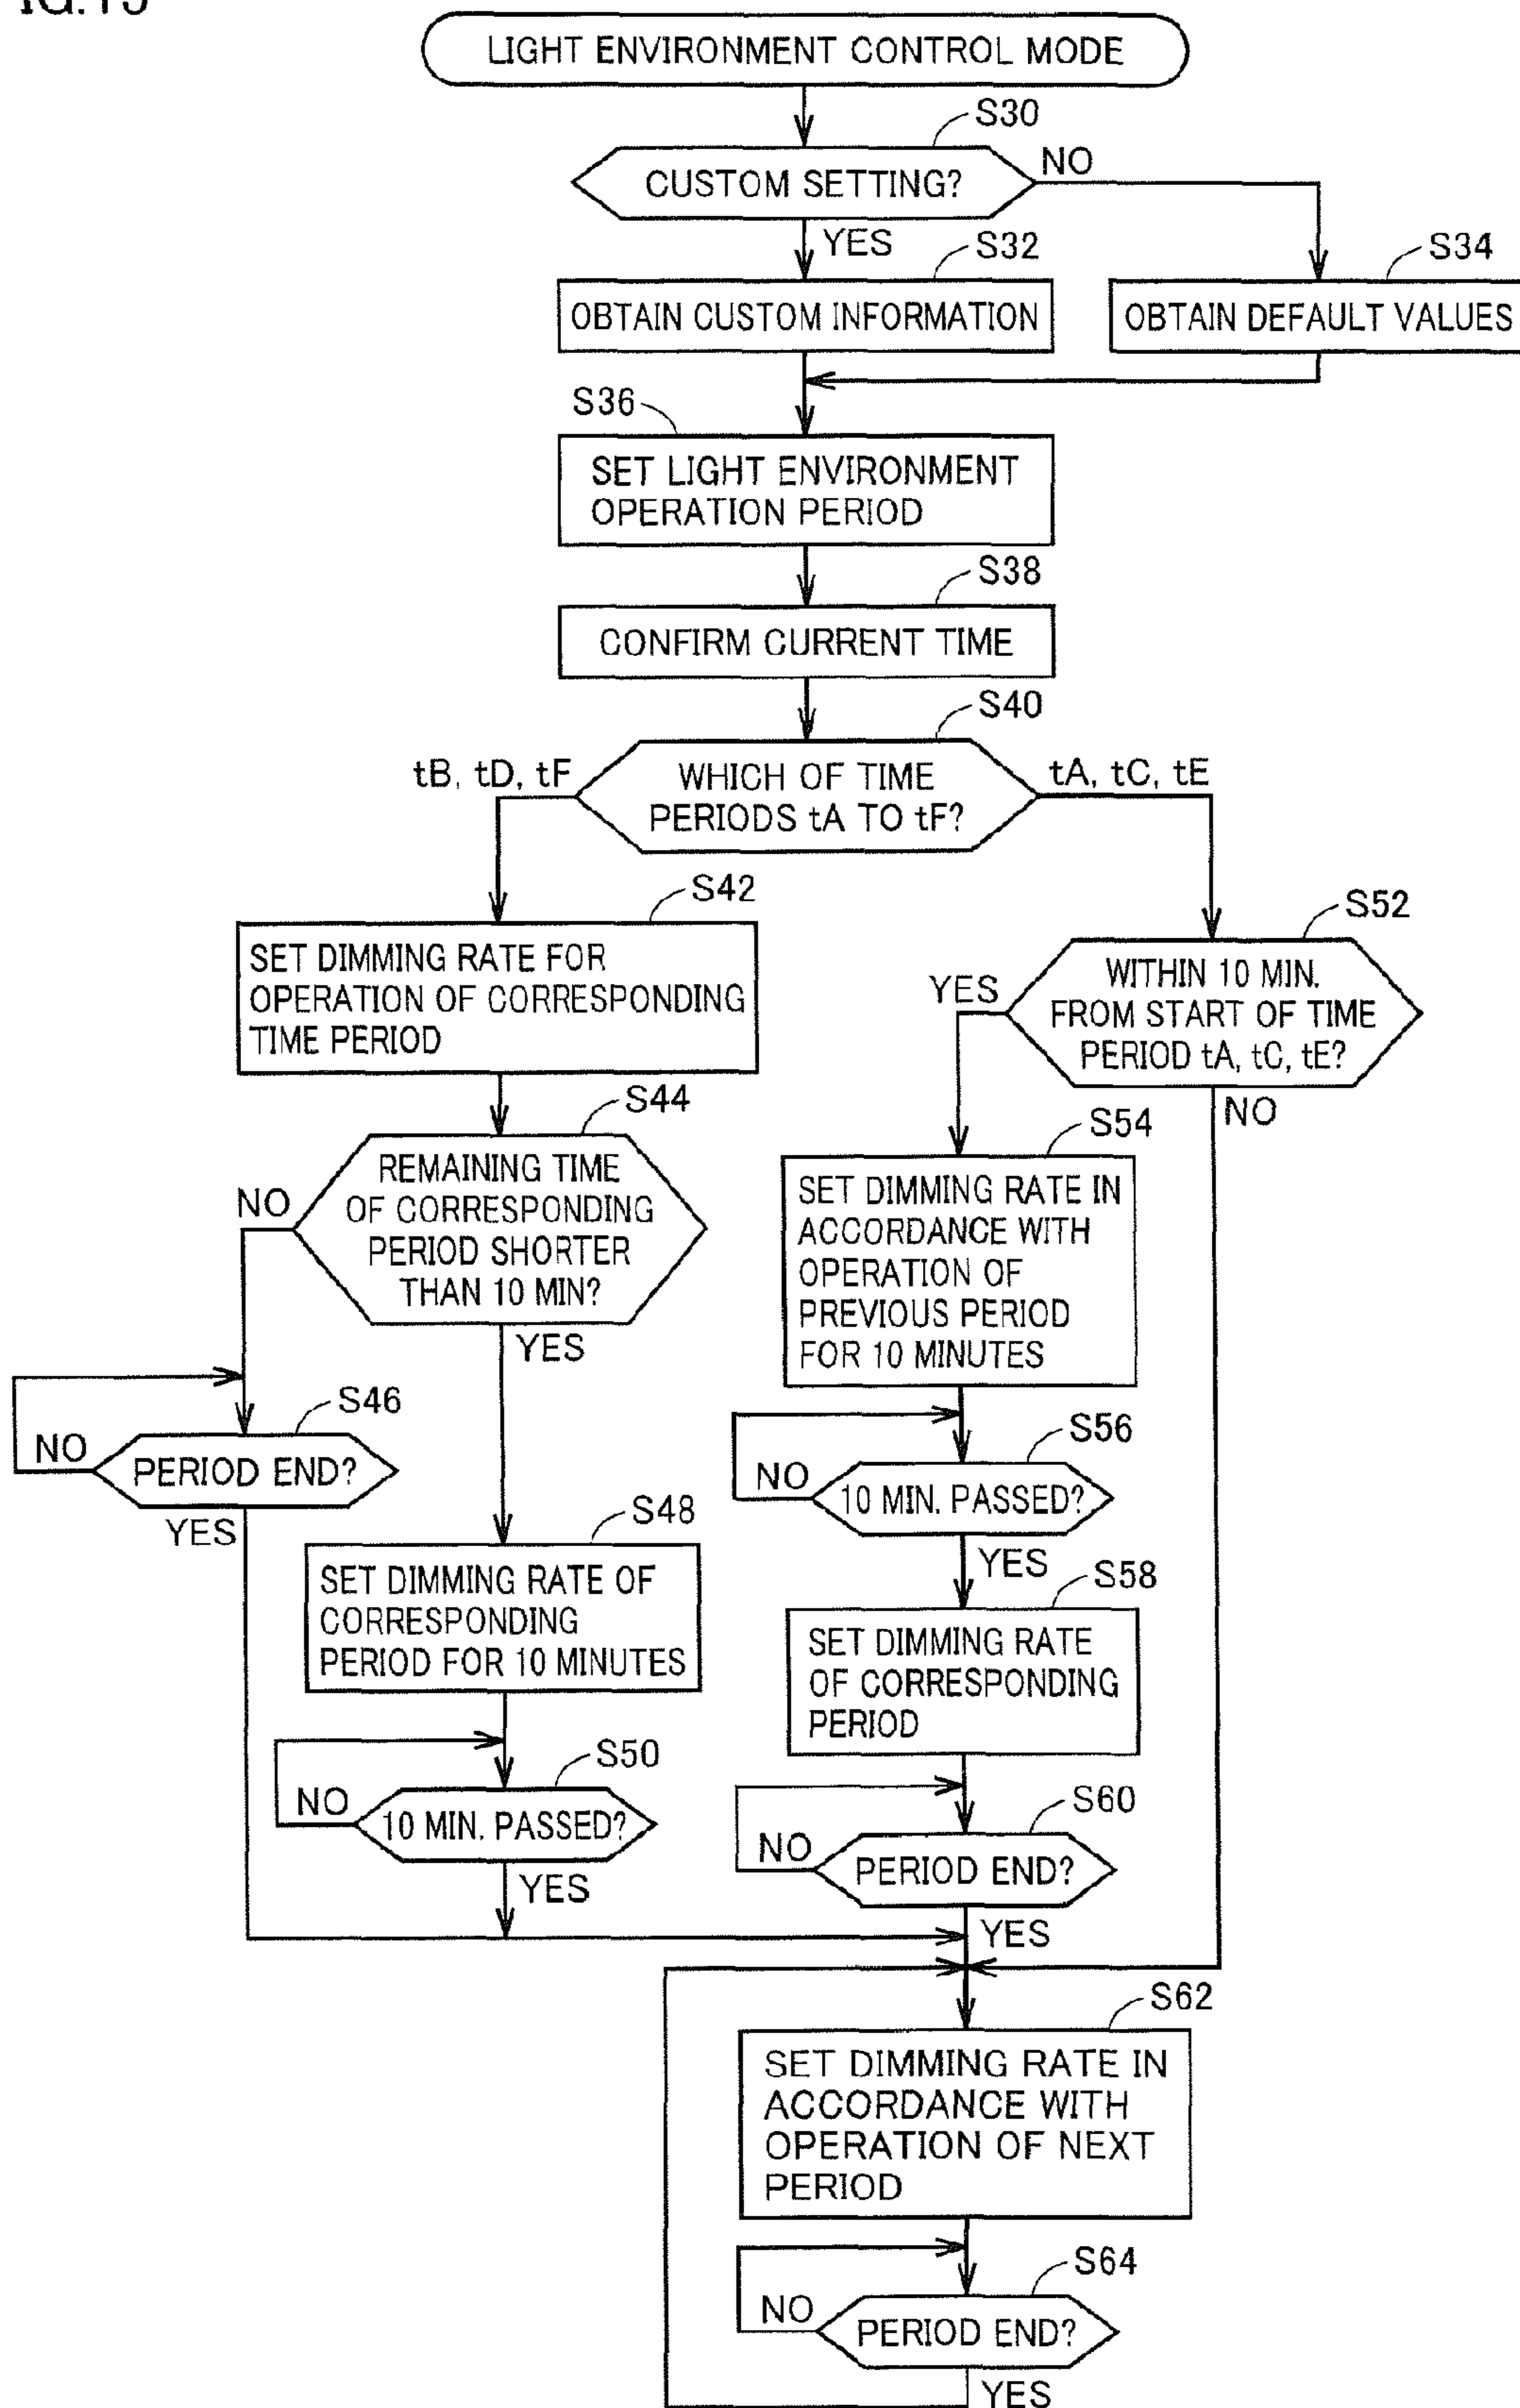 IG.15
LIGHT ENVIRONMENT CONTROL MODE
S30
CUSTOM SETTING?
NO
YES
S32
S34
OBTAIN CUSTOM INFORMATION
OBTAIN DEFAULT VALUES
S36
SET LIGHT ENVIRONMENT
OPERATION PERIOD
S38
CONFIRM CURRENT TIME
S40
tB, tD, tF
WHICH OF TIME
PERIODS tA TO tF?
tA, tC, tE
S42
SET DIMMING RATE FOR
OPERATION OF CORRESPONDING
TIME PERIOD
S52
WITHIN 10 MIN.
FROM START OF TIME
PERIOD tA, tC, tE?
YES
NO
S44
REMAINING TIME
OF CORRESPONDING
PERIOD SHORTER
THAN 10 MIN?
NO
YES
S54
SET DIMMING RATE IN
ACCORDANCE WITH
OPERATION OF
PREVIOUS PERIOD
FOR 10 MINUTES
S46
NO
PERIOD END?
YES
S56
NO
10 MIN. PASSED?
YES
S48
SET DIMMING RATE OF
CORRESPONDING
PERIOD FOR 10 MINUTES
S58
SET DIMMING RATE
OF CORRESPONDING
PERIOD
S50
NO
10 MIN. PASSED?
YES
S60
NO
PERIOD END?
YES
S62
SET DIMMING RATE IN
ACCORDANCE WITH
OPERATION OF NEXT
PERIOD
S64
NO
PERIOD END?
YES